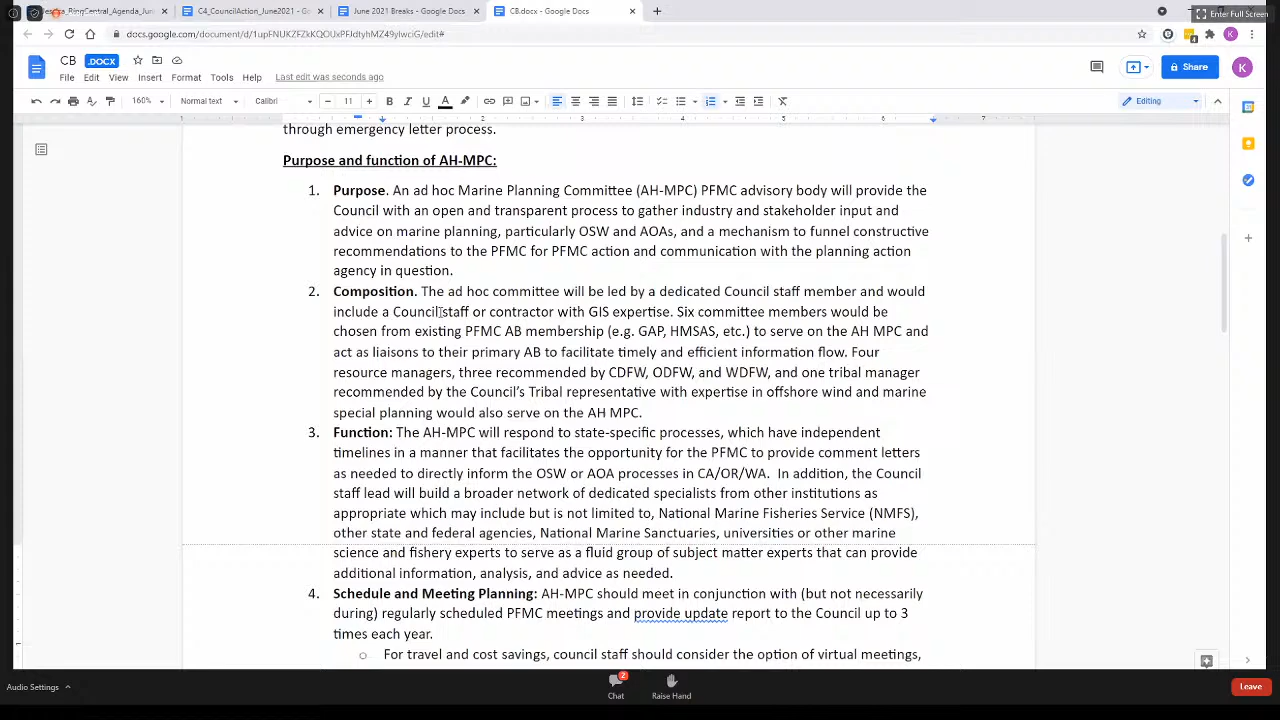 Sestra_RingCentral_Agenda_Juni
C4_CouncilAction_June2021 - Go
June 2021 Breaks - Google Docs
CB.docx - Google Docs
Enter Full Screen
docs.google.com/document/d/1upFNUKZFZkKQOUxPFJdtyhMZ49ylwciG/edit#
CB .DOCX
File Edit View Insert Format Tools Help Last edit was seconds ago
Share
K
160% Normal text Calibri 11
Editing
1 2 3 4 5 6 7
through emergency letter process.
Purpose and function of AH-MPC:
1. Purpose. An ad hoc Marine Planning Committee (AH-MPC) PFMC advisory body will provide the
Council with an open and transparent process to gather industry and stakeholder input and
advice on marine planning, particularly OSW and AOAs, and a mechanism to funnel constructive
recommendations to the PFMC for PFMC action and communication with the planning action
agency in question.
2. Composition. The ad hoc committee will be led by a dedicated Council staff member and would
include a Council staff or contractor with GIS expertise. Six committee members would be
chosen from existing PFMC AB membership (e.g. GAP, HMSAS, etc.) to serve on the AH MPC and
act as liaisons to their primary AB to facilitate timely and efficient information flow. Four
resource managers, three recommended by CDFW, ODFW, and WDFW, and one tribal manager
recommended by the Council's Tribal representative with expertise in offshore wind and marine
special planning would also serve on the AH MPC.
3. Function: The AH-MPC will respond to state-specific processes, which have independent
timelines in a manner that facilitates the opportunity for the PFMC to provide comment letters
as needed to directly inform the OSW or AOA processes in CA/OR/WA. In addition, the Council
staff lead will build a broader network of dedicated specialists from other institutions as
appropriate which may include but is not limited to, National Marine Fisheries Service (NMFS),
other state and federal agencies, National Marine Sanctuaries, universities or other marine
science and fishery experts to serve as a fluid group of subject matter experts that can provide
additional information, analysis, and advice as needed.
4. Schedule and Meeting Planning: AH-MPC should meet in conjunction with (but not necessarily
during) regularly scheduled PFMC meetings and provide update report to the Council up to 3
times each year.
o For travel and cost savings, council staff should consider the option of virtual meetings,
Audio Settings
Chat
2
Raise Hand
Leave